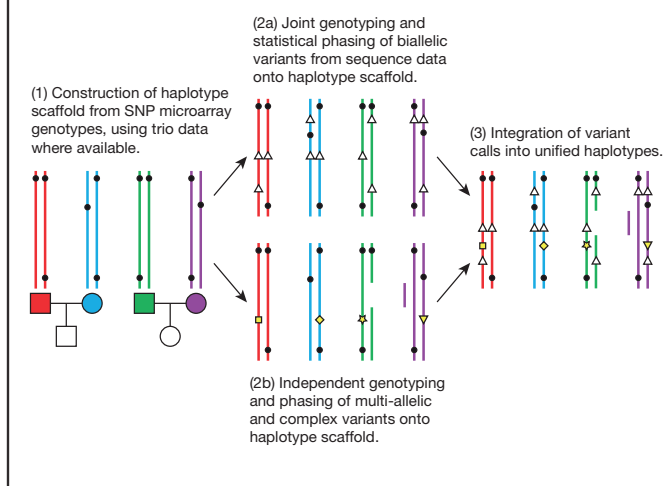 (1) Construction of haplotype
scaffold from SNP microarray
genotypes, using trio data
where available.
(2a) Joint genotyping and
statistical phasing of biallelic
variants from sequence data
onto haplotype scaffold.
(2b) Independent genotyping
and phasing of multi-allelic
and complex variants onto
haplotype scaffold.
(3) Integration of variant
calls into unified haplotypes.